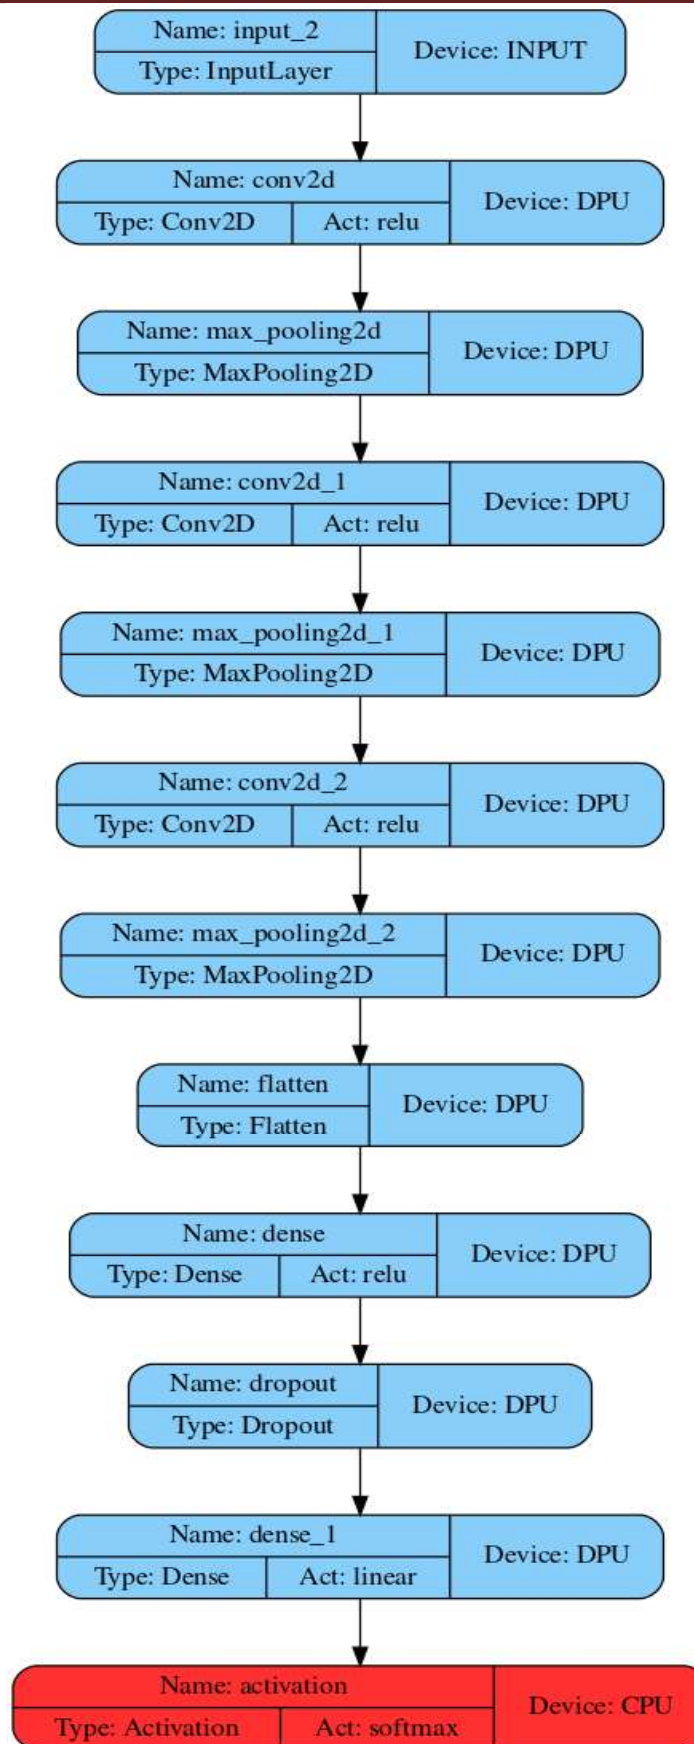 Name: input_2
Type: InputLayer
Device: INPUT
Name: conv2d
Type: Conv2D
Act: relu
Device: DPU
Name: max_pooling2d
Type: MaxPooling2D
Device: DPU
Name: conv2d_1
Type: Conv2D
Act: relu
Device: DPU
Name: max_pooling2d_1
Type: MaxPooling2D
Device: DPU
Name: conv2d_2
Type: Conv2D
Act: relu
Device: DPU
Name: max_pooling2d_2
Type: MaxPooling2D
Device: DPU
Name: flatten
Type: Flatten
Device: DPU
Name: dense
Type: Dense
Act: relu
Device: DPU
Name: dropout
Type: Dropout
Device: DPU
Name: dense_1
Type: Dense
Act: linear
Device: DPU
Name: activation
Type: Activation
Act: softmax
Device: CPU